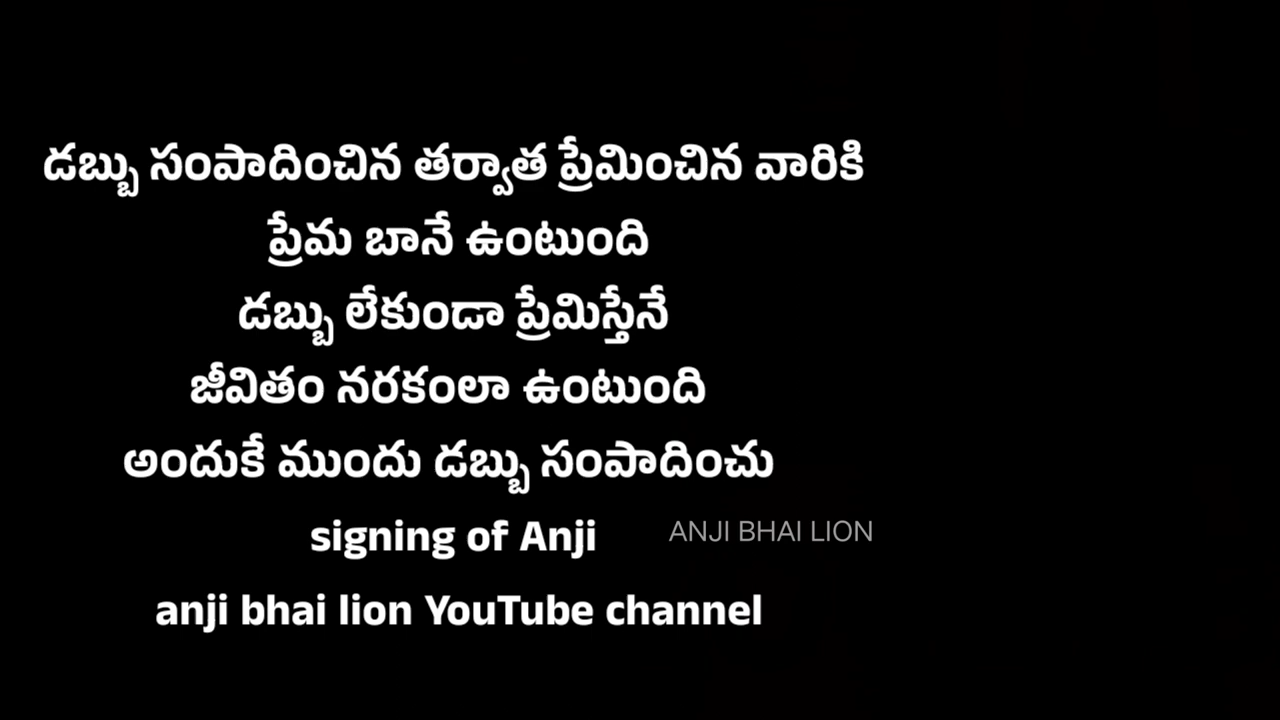 డబ్బు సంపాదించిన తర్వాత ప్రేమించిన వారికి
ప్రేమ బానే ఉంటుంది
డబ్బు లేకుండా ప్రేమిస్తేనే
జీవితం నరకంలా ఉంటుంది
అందుకే ముందు డబ్బు సంపాదించు
signing of Anji
ANJI BHAI LION
anji bhai lion YouTube channel